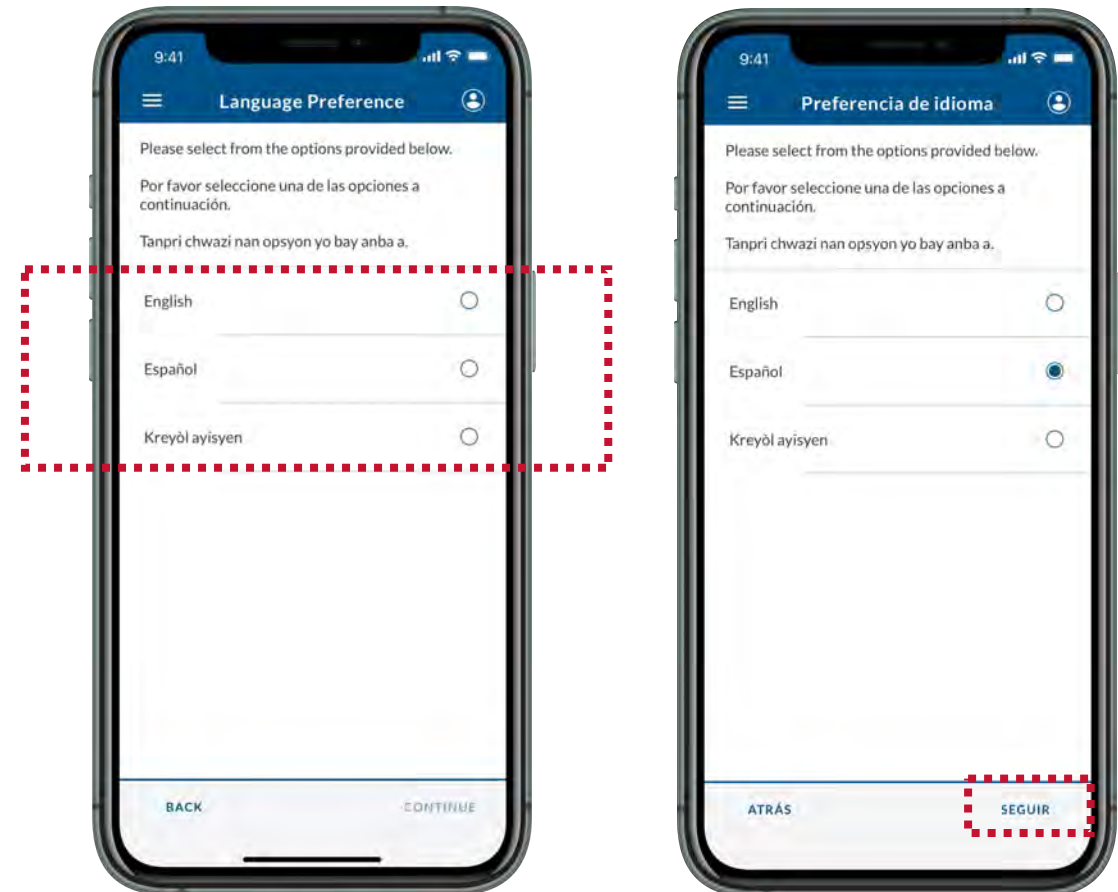 9:41
Language Preference
Please select from the options provided below.
Por favor seleccione una de las opciones a
continuación.
Tanpri chwazi nan opsyon yo bay anba a.
English
Español
Kreyòl ayisyen
BACK
CONTINUE
9:41
Preferencia de idioma
Please select from the options provided below.
Por favor seleccione una de las opciones a
continuación.
Tanpri chwazi nan opsyon yo bay anba a.
English
Español
Kreyòl ayisyen
ATRÁS
SEGUIR